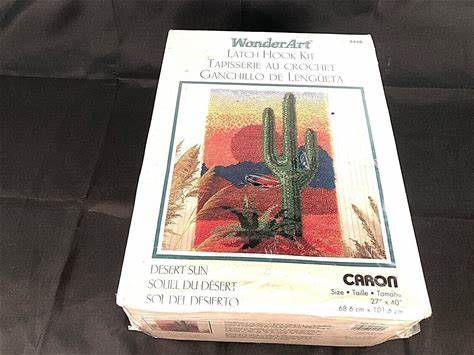 WonderArt
LATCH HOOK KIT
TAPISSERIE AU CROCHET
GANCHILLO DE LENGÜETA
DESERT SUN
SOLEIL DU DÉSERT
SOL DEL DESIERTO
CARON
Size • Taille • Tamaño
27" x 40"
68.6 cm x 101.6 cm